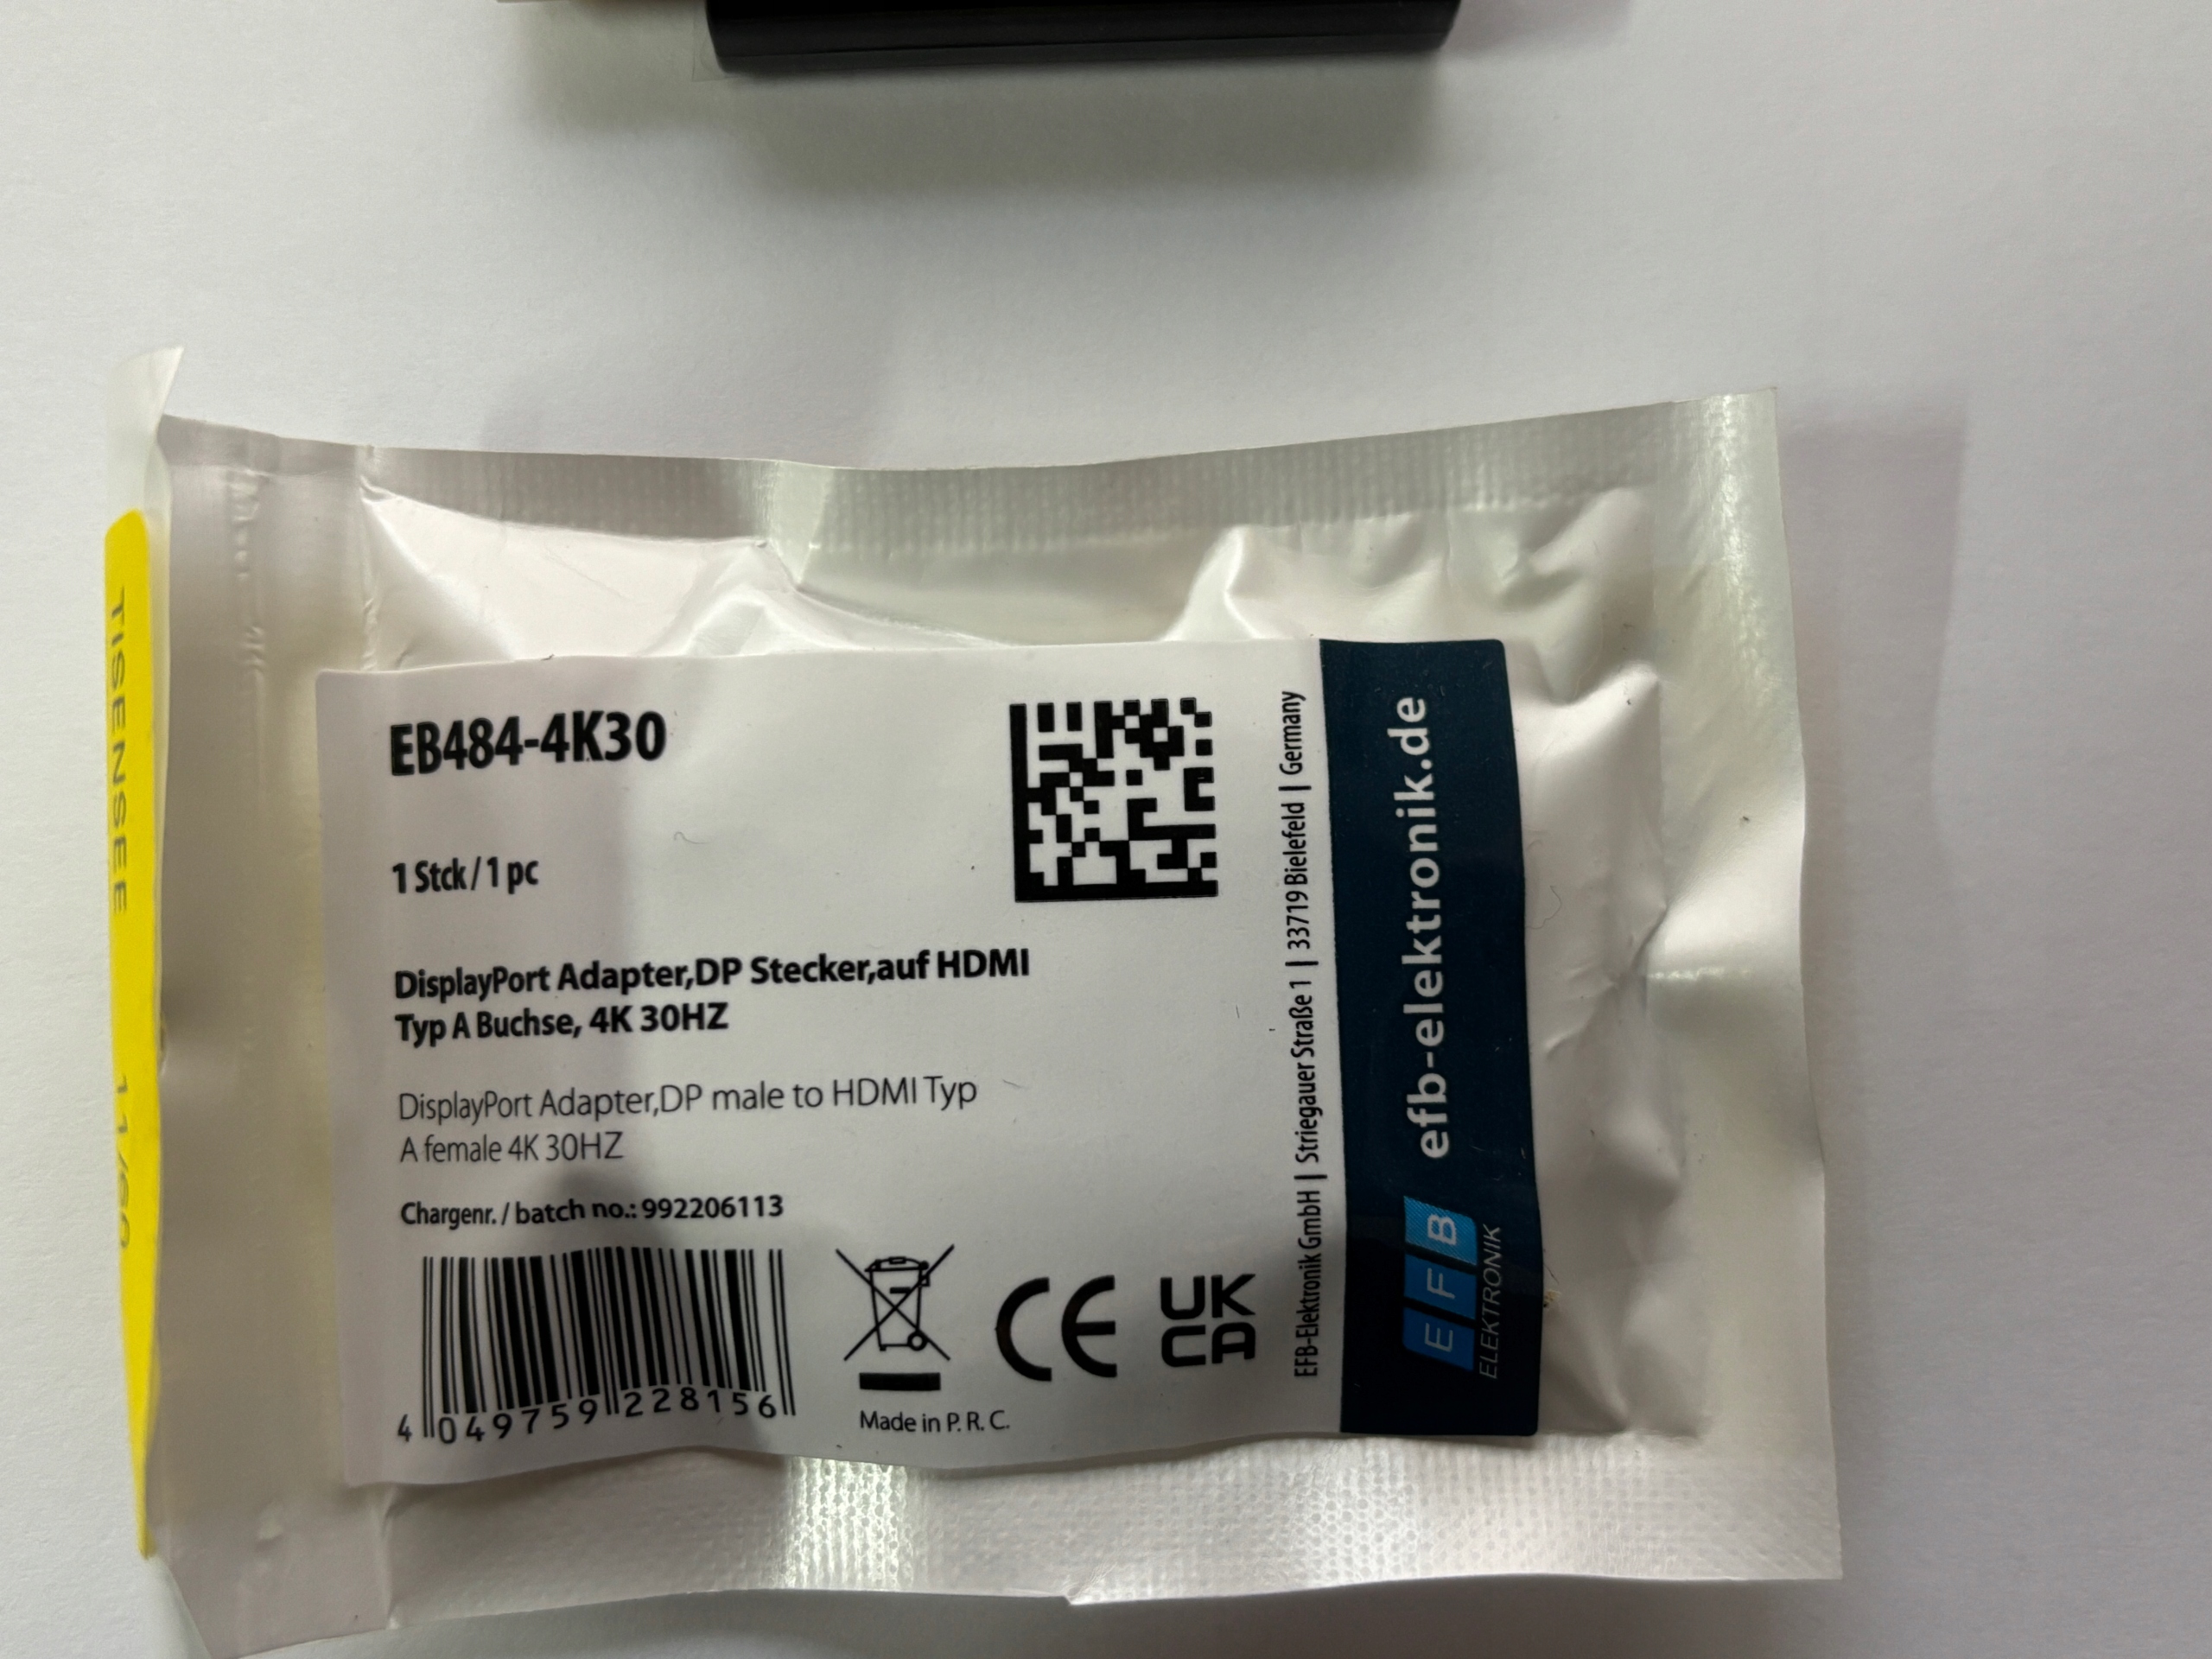 EB484-4K30
1 Stck / 1 pc
DisplayPort Adapter,DP Stecker,auf HDMI
Typ A Buchse, 4K 30HZ
DisplayPort Adapter,DP male to HDMI Typ
A female 4K 30HZ
Chargenr. / batch no.: 992206113
4 049759 228156
CE
UK
CA
Made in P. R. C.
EFB-Elektronik GmbH | Striegauer Straße 1 | 33719 Bielefeld | Germany
efb-elektronik.de
EFB
ELEKTRONIK
TISENSEE